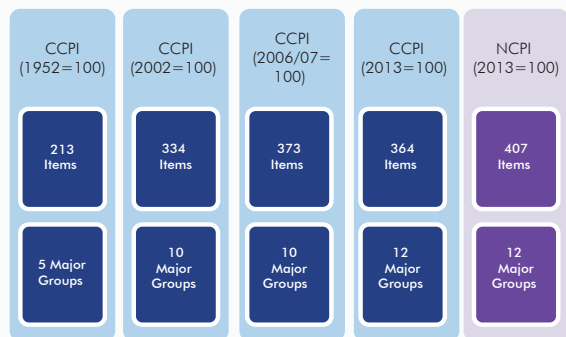 CCPI
(1952=100)
213
Items
5 Major
Groups
CCPI
(2002=100)
334
Items
10
Major
Groups
CCPI
(2006/07=
100)
373
Items
10
Major
Groups
CCPI
(2013=100)
364
Items
12
Major
Groups
NCPI
(2013=100)
407
Items
12
Major
Groups